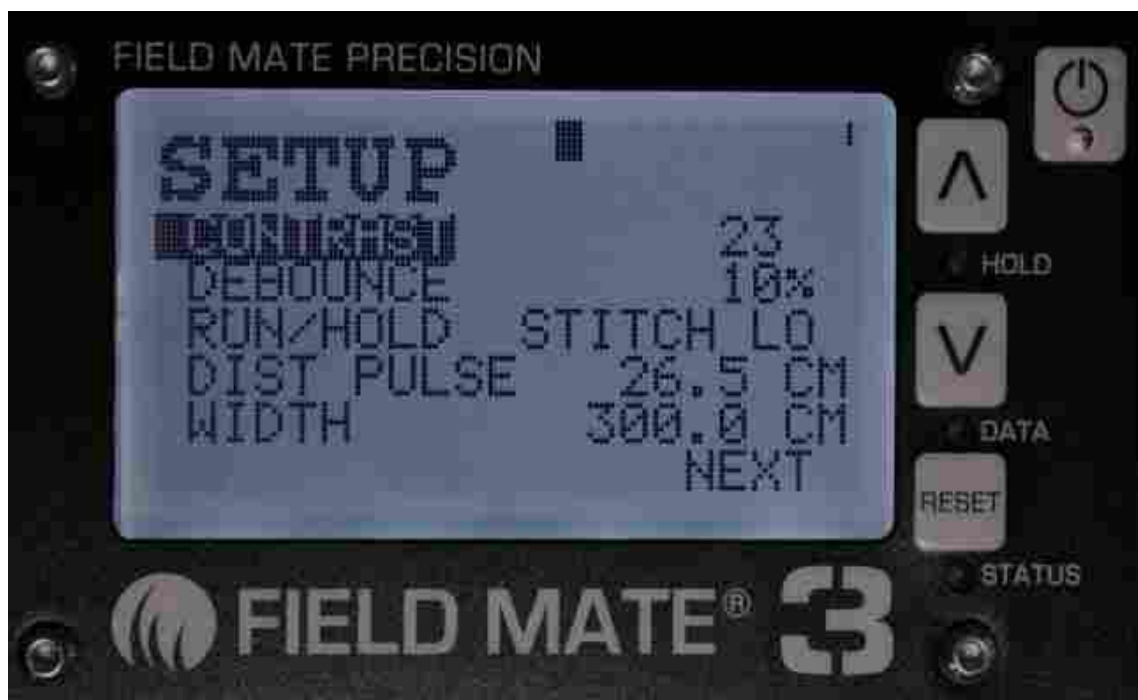 FIELD MATE PRECISION
SETUP 1
CONTRAST 23
DEBOUNCE 10%
RUN/HOLD STITCH LO
DIST PULSE 26.5 CM
WIDTH 300.0 CM
NEXT
HOLD
DATA
RESET
STATUS
FIELD MATE® 3